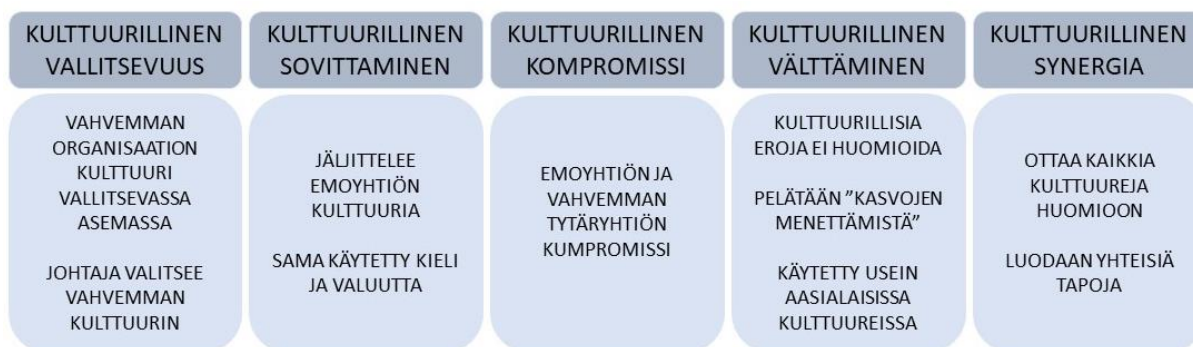 KULTTUURILLINEN
VALLITSEVUUS
VAHVEMMAN
ORGANISAATION
KULTTUURI
VALLITSEVASSA
ASEMASSA
JOHTAJA VALITSEE
VAHVEMMAN
KULTTUURIN
KULTTUURILLINEN
SOVITTAMINEN
JÄLJITTELEE
EMOYHTIÖN
KULTTUURIA
SAMA KÄYTETTY KIELI
JA VALUUTTA
KULTTUURILLINEN
KOMPROMISSI
EMOYHTIÖN JA
VAHVEMMAN
TYTÄRYHTIÖN
KUMPROMISSI
KULTTUURILLINEN
VÄLTTÄMINEN
KULTTUURILLISIA
EROJA EI HUOMIOIDA
PELÄTÄÄN ”KASVOJEN
MENETTÄMISTÄ”
KÄYTETTY USEIN
AASIALAISISSA
KULTTUUREISSA
KULTTUURILLINEN
SYNERGIA
OTTAA KAIKKIA
KULTTUUREJA
HUOMIOON
LUODAAN YHTEISIÄ
TAPOJA